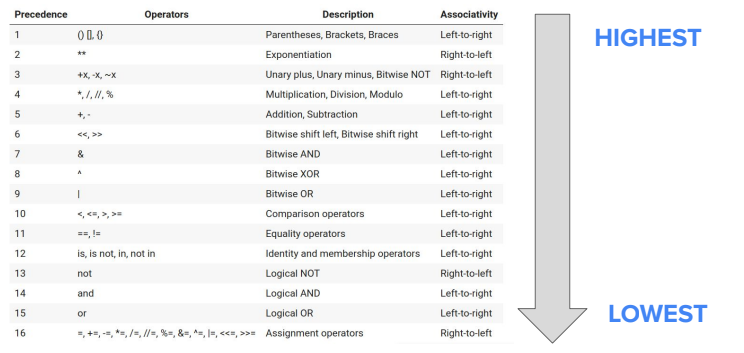 Precedence Operators Description Associativity
1 () [], {} Parentheses, Brackets, Braces Left-to-right
2 ** Exponentiation Right-to-left
3 +x, -x, ~x Unary plus, Unary minus, Bitwise NOT Right-to-left
4 *, /, //, % Multiplication, Division, Modulo Left-to-right
5 +, - Addition, Subtraction Left-to-right
6 <<, >> Bitwise shift left, Bitwise shift right Left-to-right
7 & Bitwise AND Left-to-right
8 ^ Bitwise XOR Left-to-right
9 | Bitwise OR Left-to-right
10 <, <=, >, >= Comparison operators Left-to-right
11 ==, != Equality operators Left-to-right
12 is, is not, in, not in Identity and membership operators Left-to-right
13 not Logical NOT Right-to-left
14 and Logical AND Left-to-right
15 or Logical OR Left-to-right
16 =, +=, -=, *=, /=, //=, %=, &=, ^=, |=, <<=, >>= Assignment operators Right-to-left
HIGHEST
LOWEST